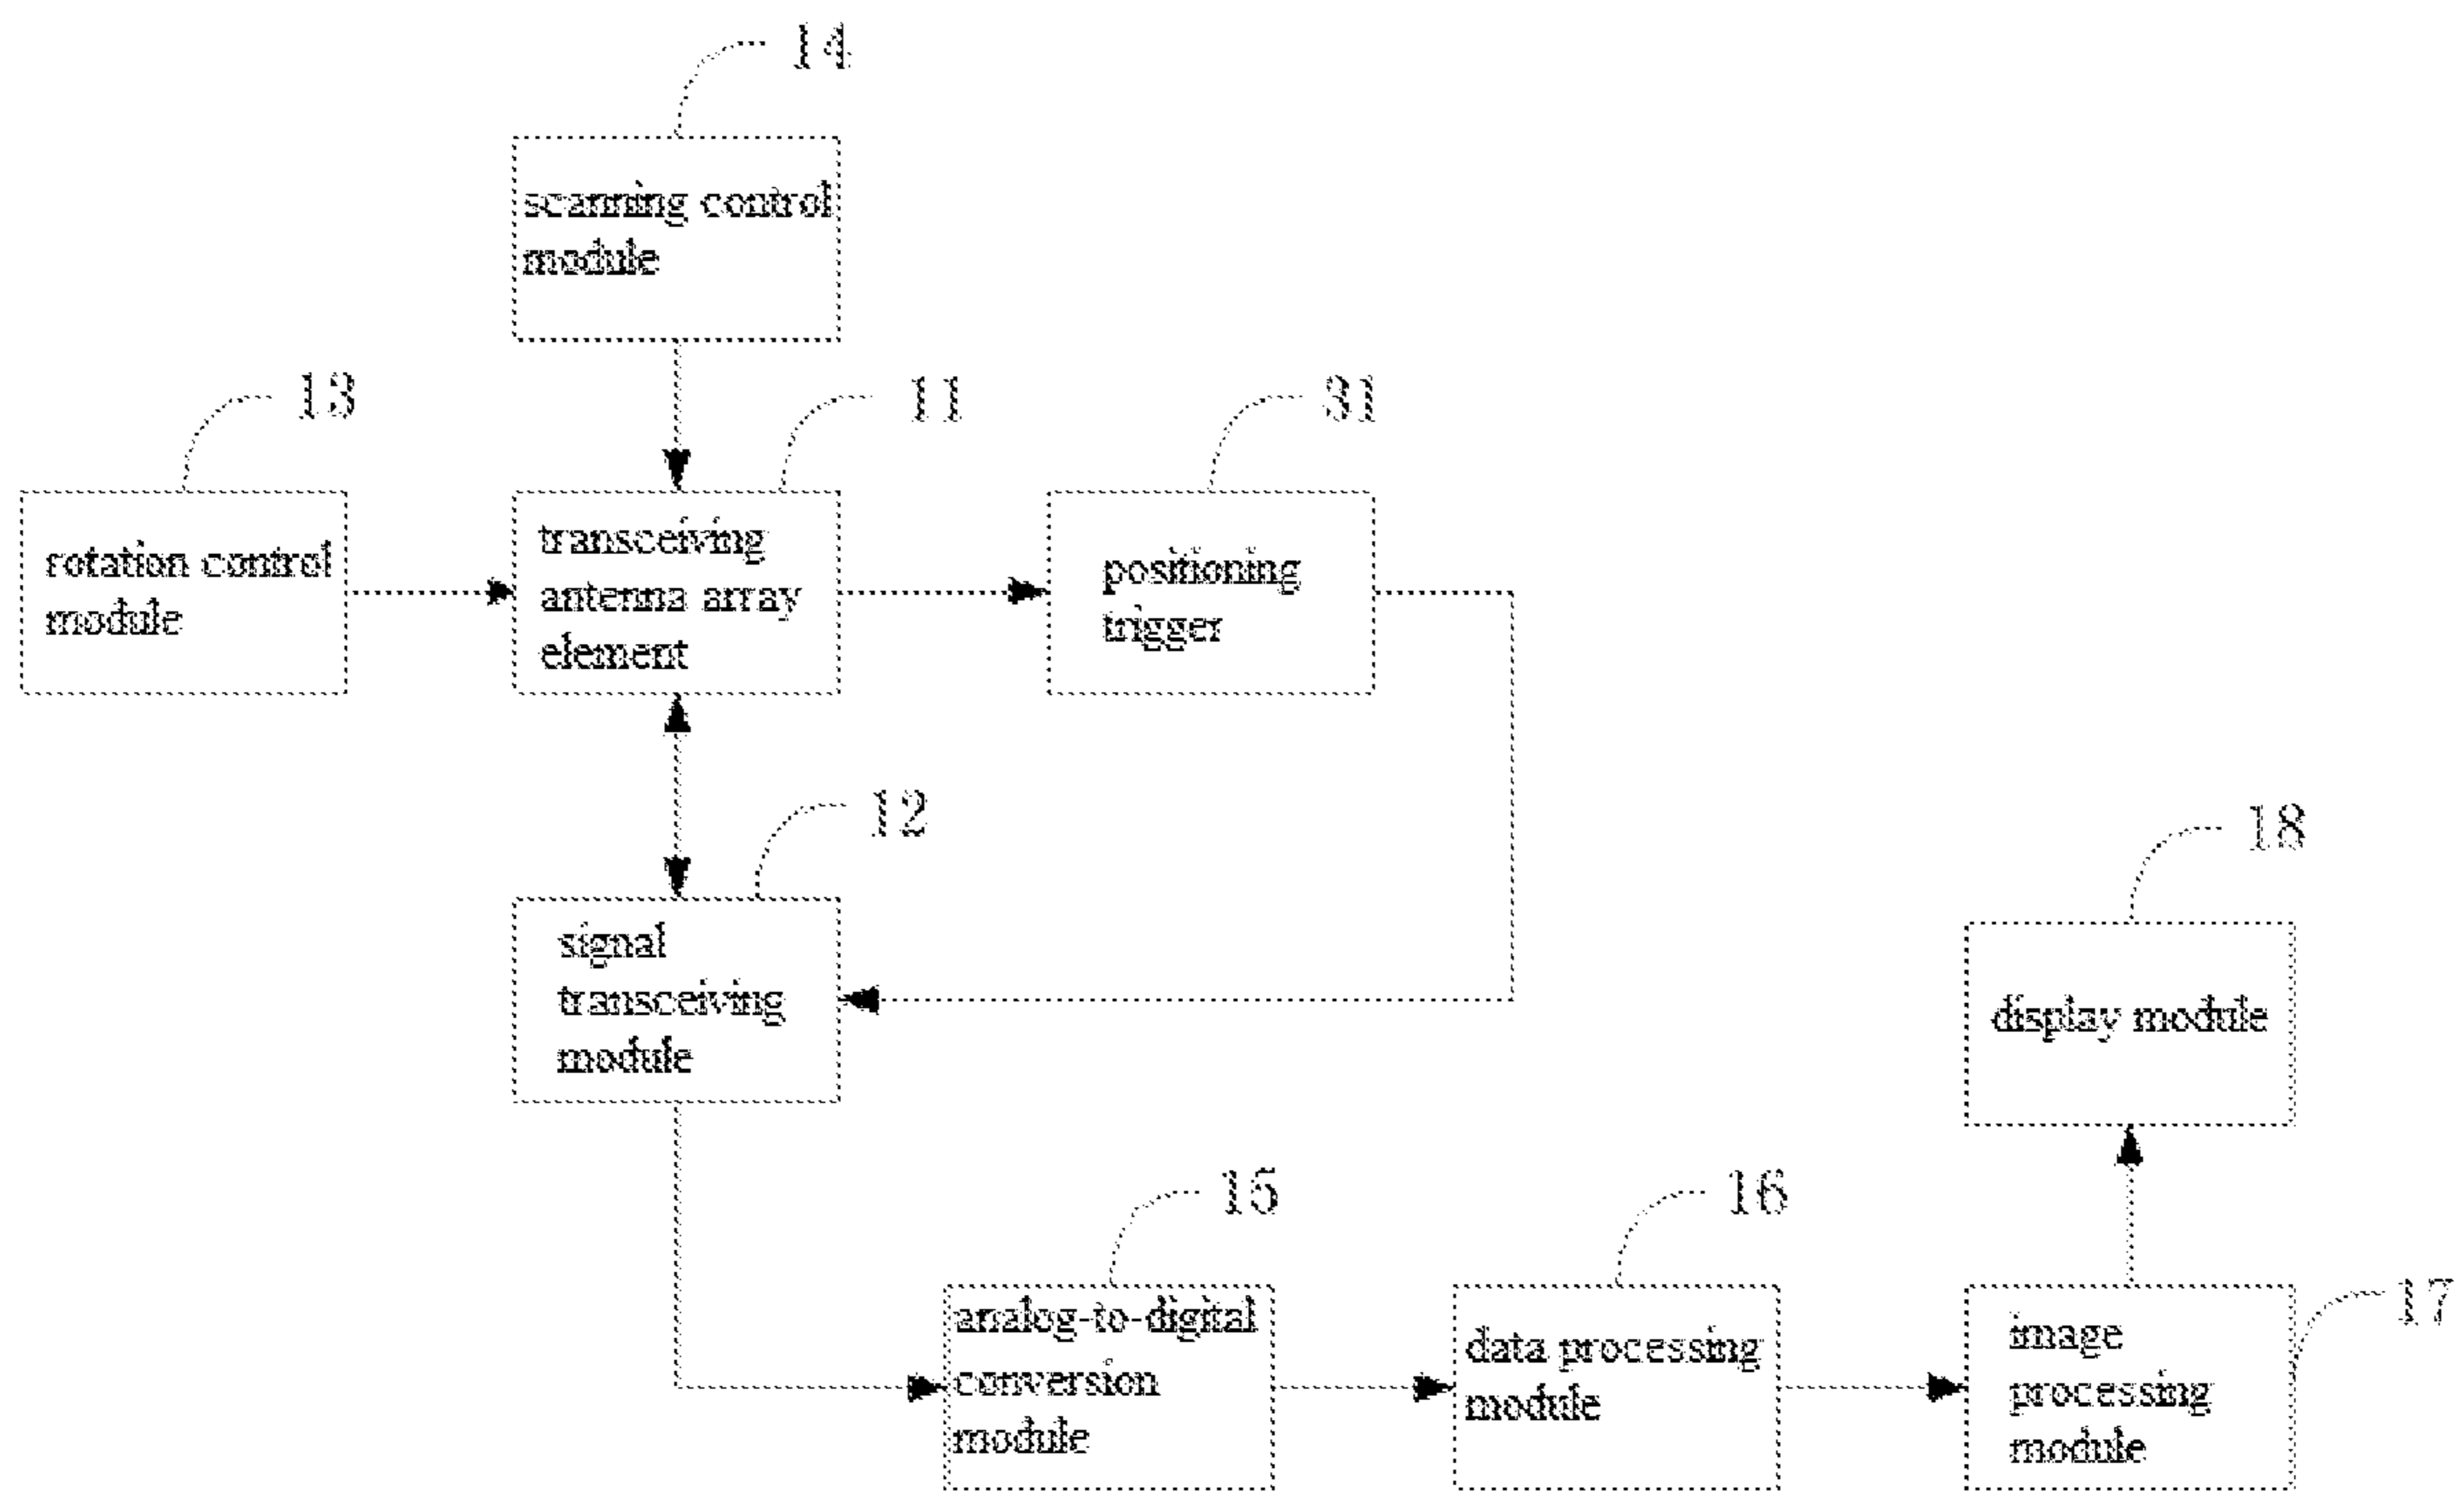 14
scanning control
module
13
11
31
rotation control
module
transceiving
antenna array
element
positioning
trigger
12
18
signal
transceiving
module
display module
15
16
17
analog-to-digital
conversion
module
data processing
module
image
processing
module